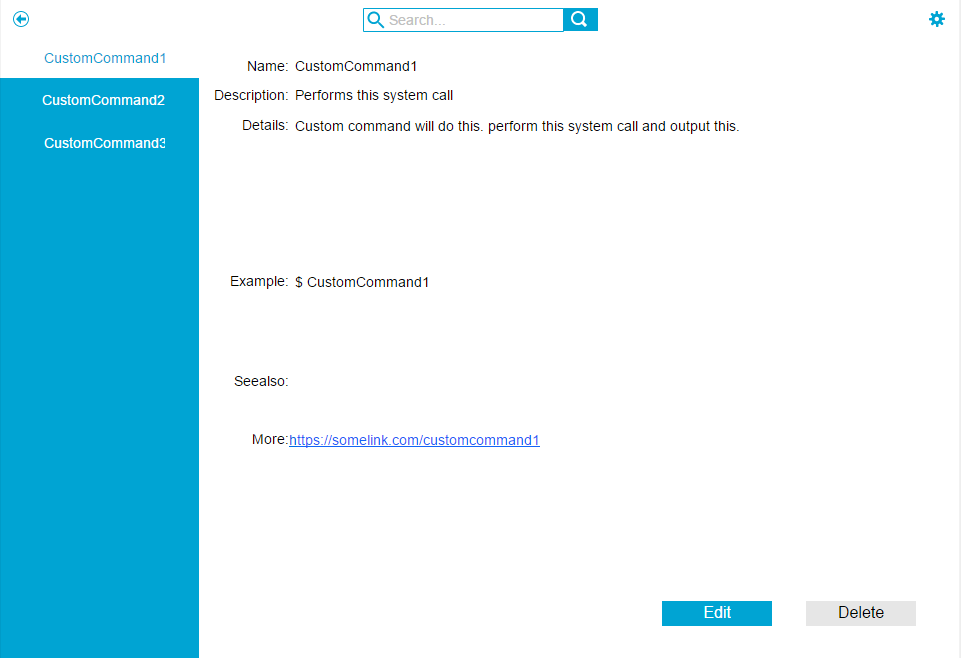 Search...
CustomCommand1
CustomCommand2
CustomCommand3
Name: CustomCommand1
Description: Performs this system call
Details: Custom command will do this. perform this system call and output this.
Example: $ CustomCommand1
Seealso:
More: https://somelink.com/customcommand1
Edit
Delete